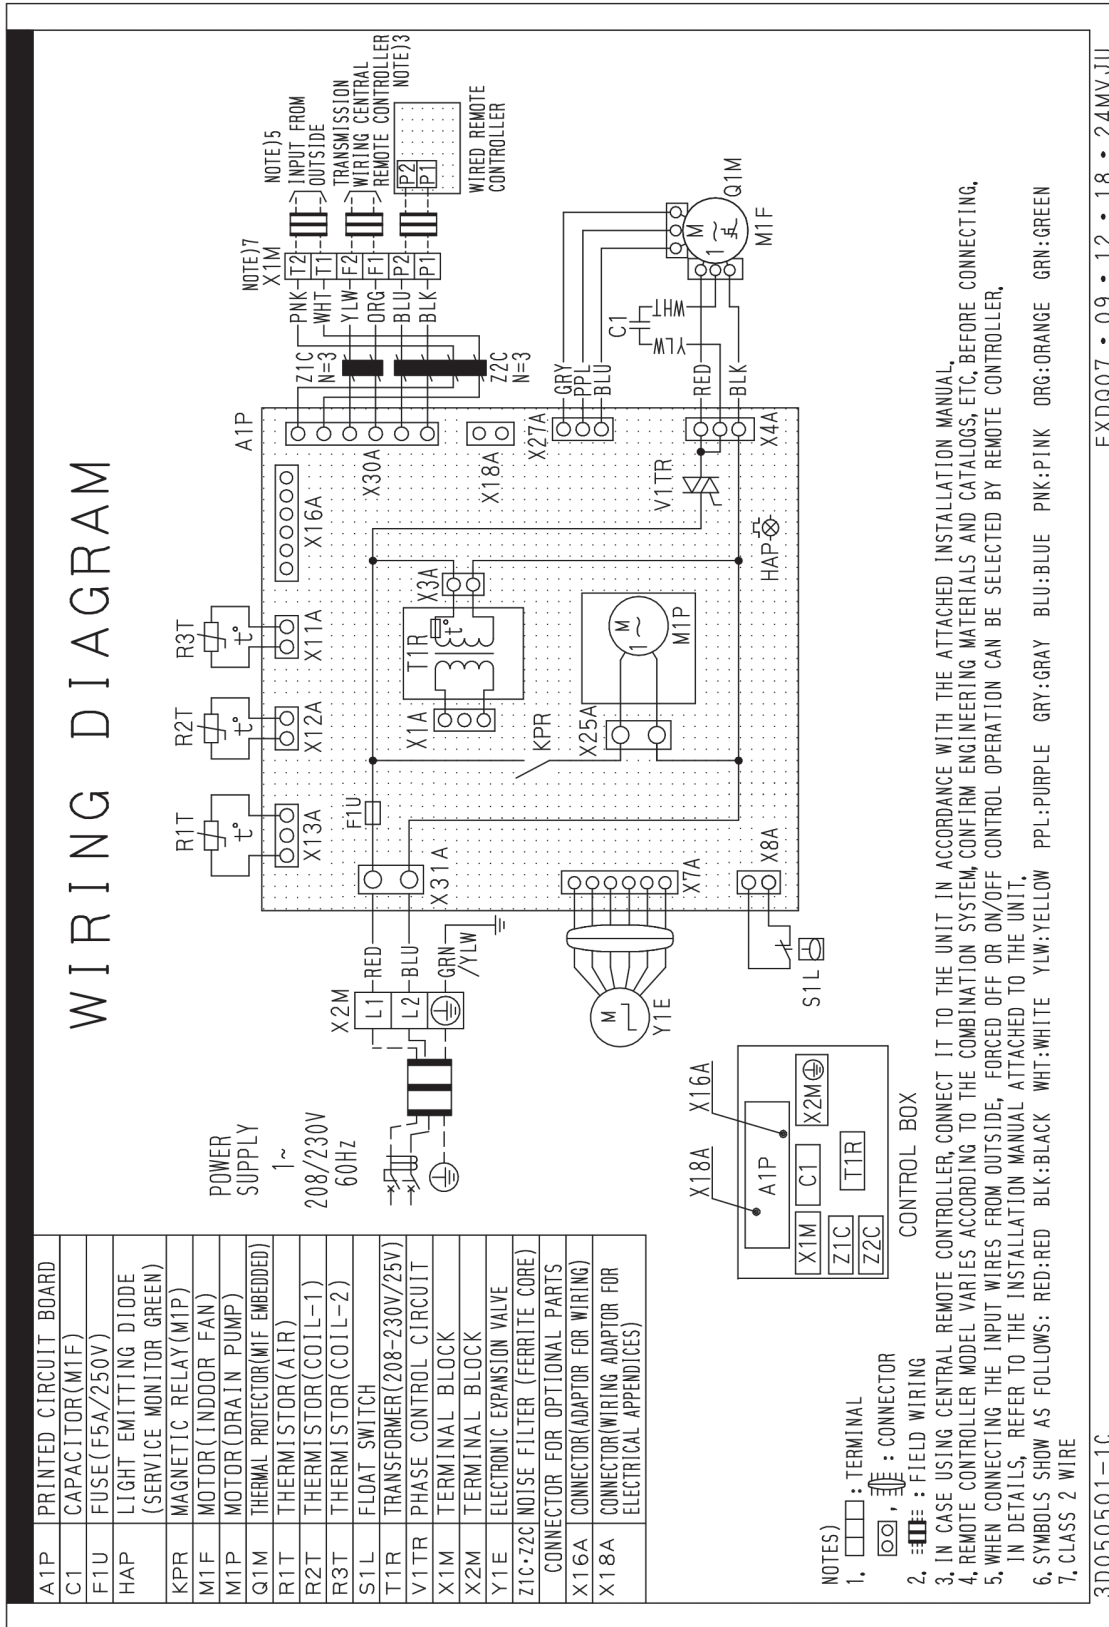 WIRING DIAGRAM
A1P PRINTED CIRCUIT BOARD
C1 CAPACITOR(M1F)
F1U FUSE(F5A/250V)
HAP LIGHT EMITTING DIODE
(SERVICE MONITOR GREEN)
KPR MAGNETIC RELAY(M1P)
M1F MOTOR(INDOOR FAN)
M1P MOTOR(DRAIN PUMP)
Q1M THERMAL PROTECTOR(M1F EMBEDDED)
R1T THERMISTOR(AIR)
R2T THERMISTOR(COIL-1)
R3T THERMISTOR(COIL-2)
S1L FLOAT SWITCH
T1R TRANSFORMER(208-230V/25V)
V1TR PHASE CONTROL CIRCUIT
X1M TERMINAL BLOCK
X2M TERMINAL BLOCK
Y1E ELECTRONIC EXPANSION VALVE
Z1C•Z2C NOISE FILTER (FERRITE CORE)
CONNECTOR FOR OPTIONAL PARTS
X16A CONNECTOR(ADAPTOR FOR WIRING)
X18A CONNECTOR(WIRING ADAPTOR FOR
ELECTRICAL APPENDICES)
POWER
SUPPLY
1~
208/230V
60Hz
X2M
L1
L2
RED
BLU
GRN
/YLW
R1T
t°
X13A
R2T
t°
X12A
R3T
t°
X11A
X16A
A1P
X30A
X18A
X31A
F1U
X1A
T1R
t°
X3A
KPR
X25A
M
1~
M1P
V1TR
HAP
X27A
X4A
X7A
X8A
M
Y1E
S1L
Z1C
N=3
Z2C
N=3
PNK
WHT
YLW
ORG
BLU
BLK
NOTE)7
X1M
T2
T1
F2
F1
P2
P1
NOTE)5
INPUT FROM
OUTSIDE
TRANSMISSION
WIRING CENTRAL
REMOTE CONTROLLER
NOTE)3
P2
P1
WIRED REMOTE
CONTROLLER
GRY
PPL
BLU
C1
YLW
WHT
RED
BLK
M
1~
Q1M
M1F
X18A
X16A
A1P
X1M
C1
X2M
Z1C
Z2C
T1R
CONTROL BOX
NOTES)
1. : TERMINAL
, : CONNECTOR
2. : FIELD WIRING
3. IN CASE USING CENTRAL REMOTE CONTROLLER, CONNECT IT TO THE UNIT IN ACCORDANCE WITH THE ATTACHED INSTALLATION MANUAL.
4. REMOTE CONTROLLER MODEL VARIES ACCORDING TO THE COMBINATION SYSTEM, CONFIRM ENGINEERING MATERIALS AND CATALOGS, ETC. BEFORE CONNECTING.
5. WHEN CONNECTING THE INPUT WIRES FROM OUTSIDE, FORCED OFF OR ON/OFF CONTROL OPERATION CAN BE SELECTED BY REMOTE CONTROLLER.
IN DETAILS, REFER TO THE INSTALLATION MANUAL ATTACHED TO THE UNIT.
6. SYMBOLS SHOW AS FOLLOWS: RED:RED BLK:BLACK WHT:WHITE YLW:YELLOW PPL:PURPLE GRY:GRAY BLU:BLUE PNK:PINK ORG:ORANGE GRN:GREEN
7. CLASS 2 WIRE
3D050501-1C
FXDQ07 • 09 • 12 • 18 • 24MVJU